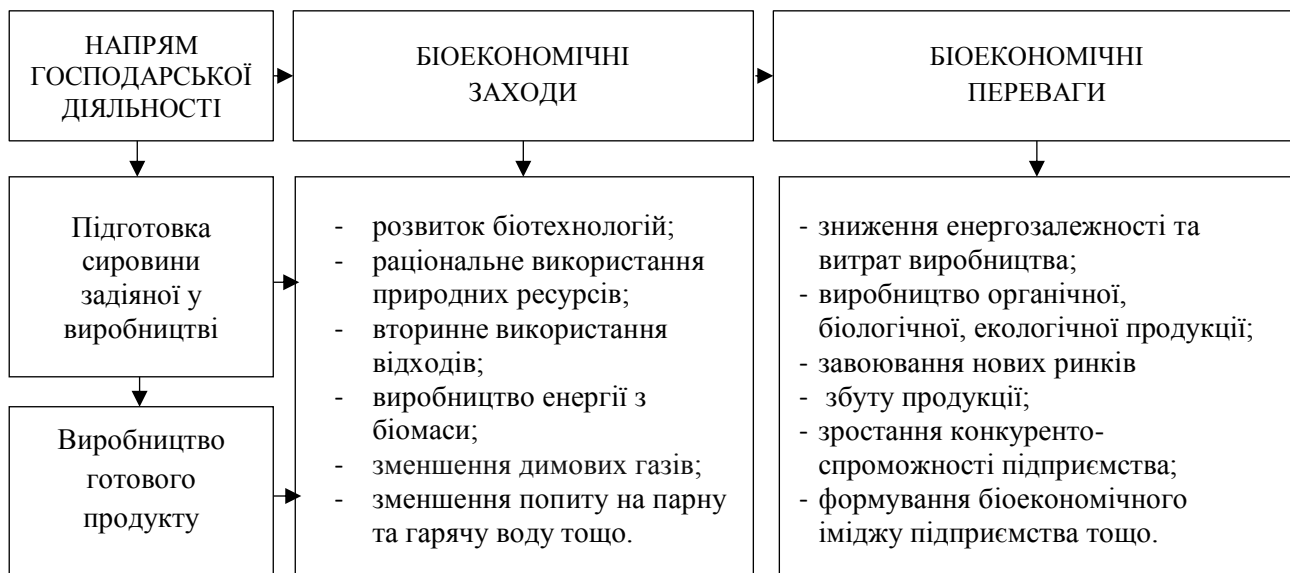 НАПРЯМ
ГОСПОДАРСЬКОЇ
ДІЯЛЬНОСТІ
БІОЕКОНОМІЧНІ
ЗАХОДИ
БІОЕКОНОМІЧНІ
ПЕРЕВАГИ
Підготовка
сировини
задіяної у
виробництві
Виробництво
готового
продукту
- розвиток біотехнологій;
- раціональне використання
природних ресурсів;
- вторинне використання
відходів;
- виробництво енергії з
біомаси;
- зменшення димових газів;
- зменшення попиту на парну
та гарячу воду тощо.
- зниження енергозалежності та
витрат виробництва;
- виробництво органічної,
біологічної, екологічної продукції;
- завоювання нових ринків
- збуту продукції;
- зростання конкуренто-
спроможності підприємства;
- формування біоекономічного
іміджу підприємства тощо.